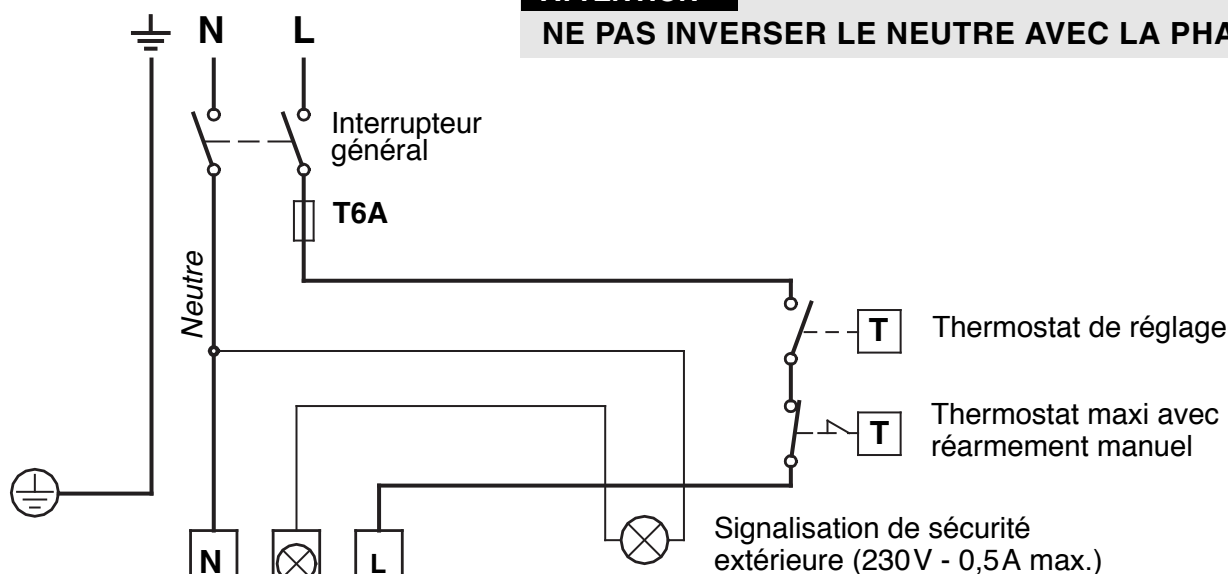 NE PAS INVERSER LE NEUTRE AVEC LA
N L
Interrupteur
général
T6A
Neutre
T Thermostat de réglage
T Thermostat maxi avec
réarmement manuel
Signalisation de sécurité
extérieure (230V - 0,5A max.)
N L